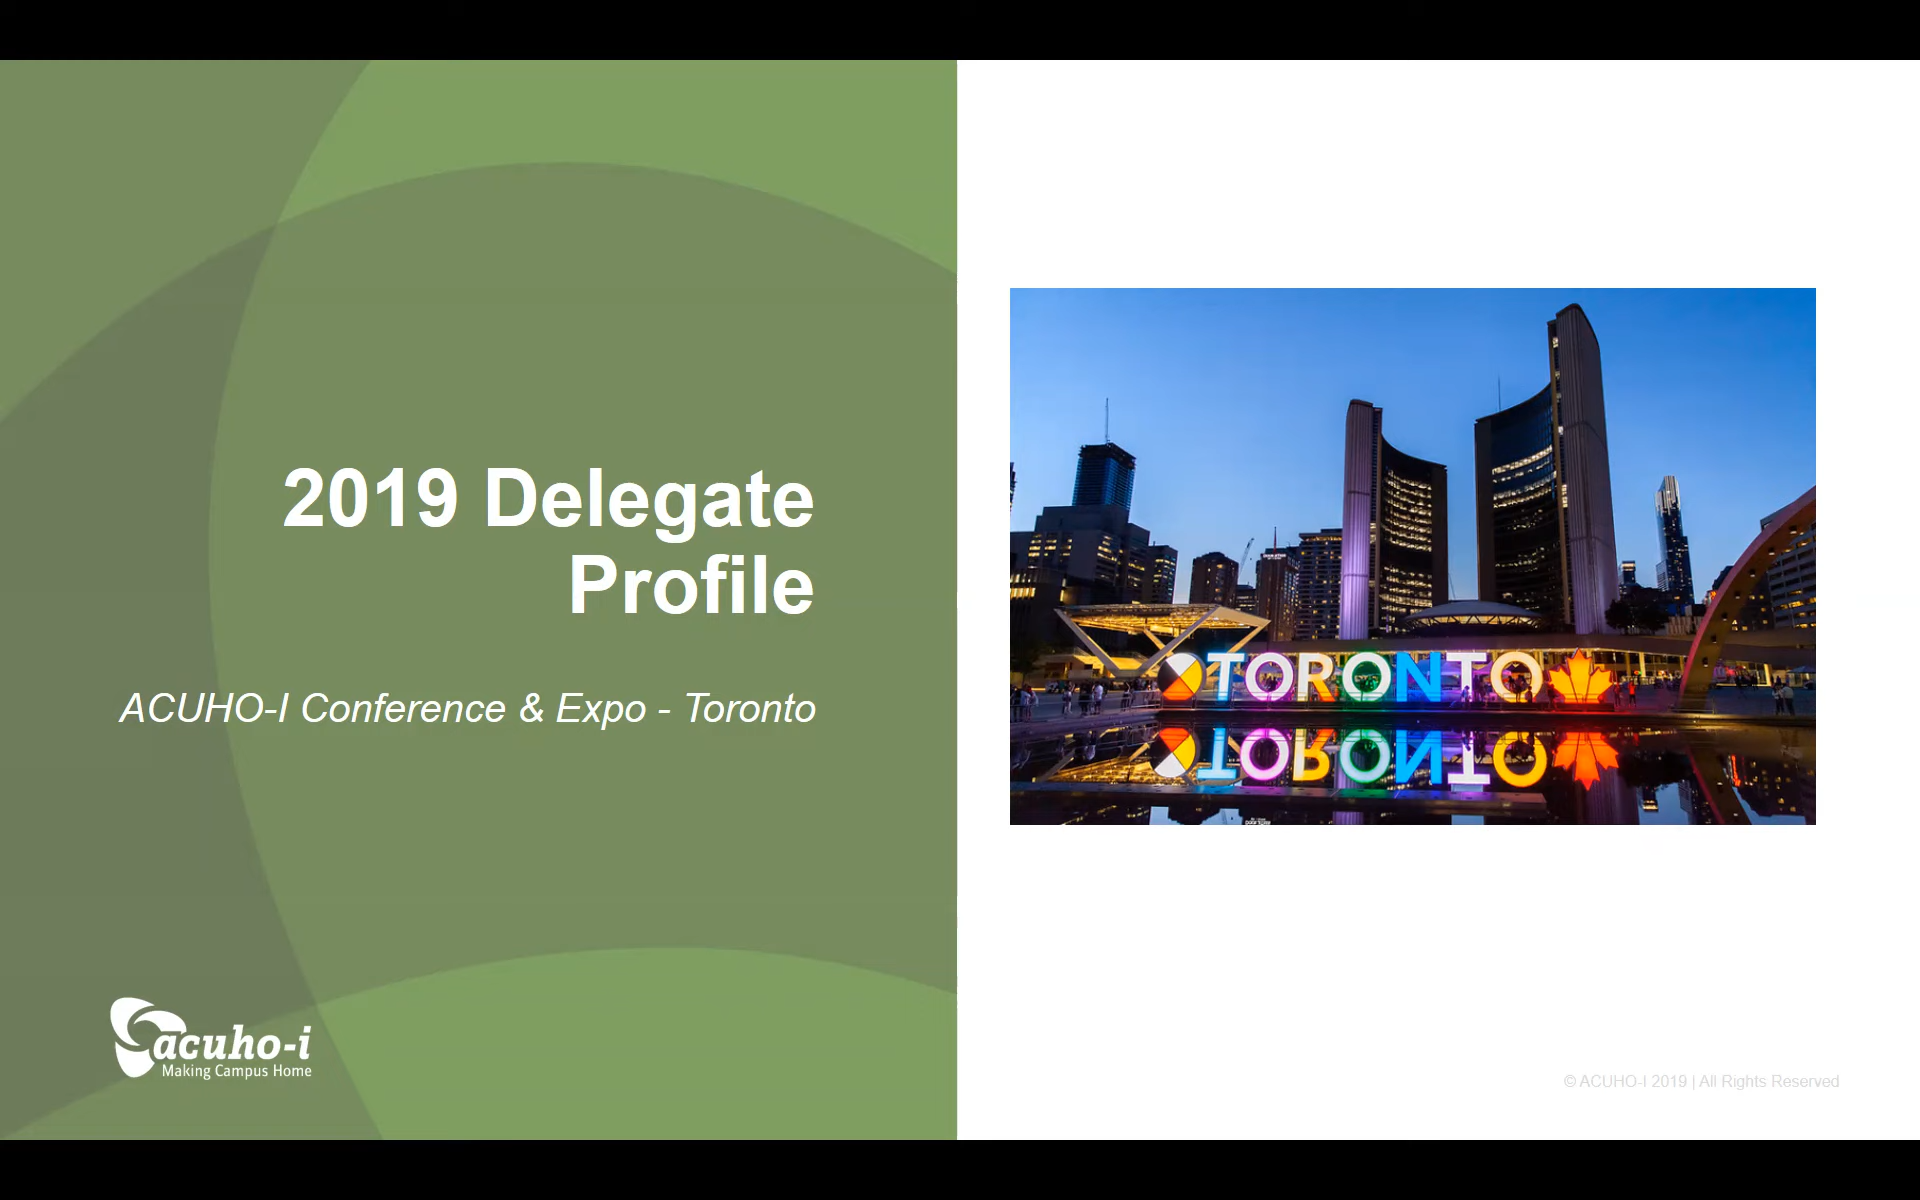 2019 Delegate
Profile
ACUHO-I Conference & Expo - Toronto
TORONTO
acuho-i
Making Campus Home
© ACUHO-I 2019 | All Rights Reserved